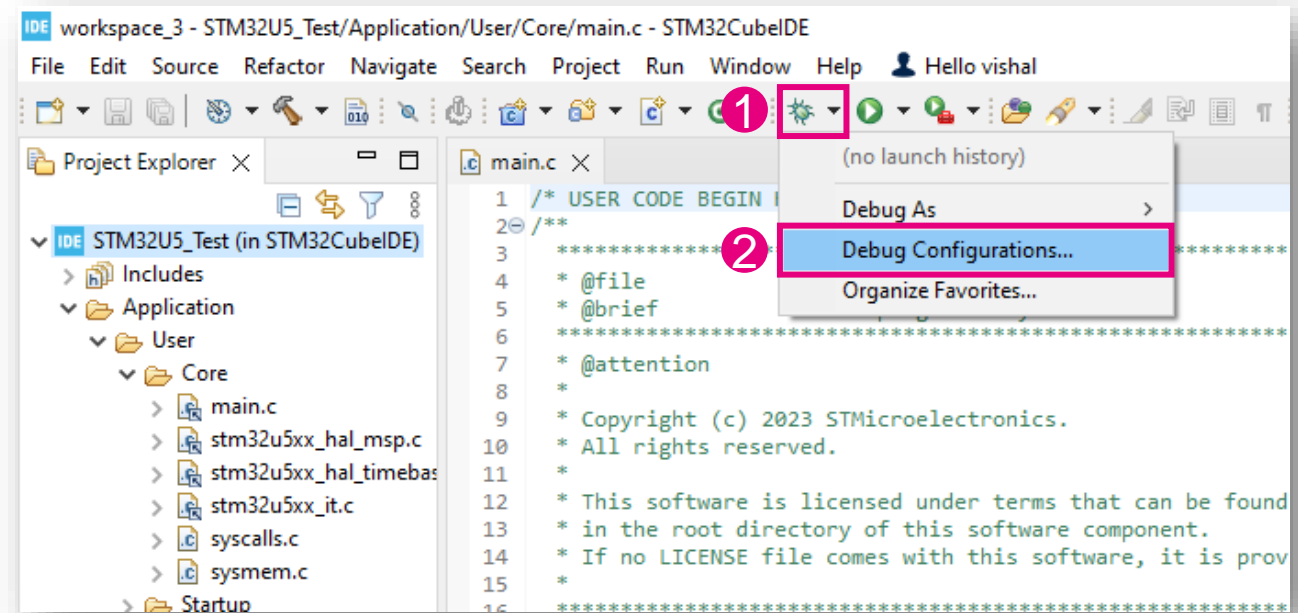 IDE workspace_3 - STM32U5_Test/Application/User/Core/main.c - STM32CubeIDE
File Edit Source Refactor Navigate Search Project Run Window Help Hello vishal
010
1
Project Explorer
main.c
(no launch history)
Debug As
2
Debug Configurations...
Organize Favorites...
IDE STM32U5_Test (in STM32CubeIDE)
Includes
Application
User
Core
main.c
stm32u5xx_hal_msp.c
stm32u5xx_hal_timebas
stm32u5xx_it.c
syscalls.c
sysmem.c
Startup
1 /* USER CODE BEGIN
2 /**
3 ******************************************************
4 * @file
5 * @brief
6 ******************************************************
7 * @attention
8 *
9 * Copyright (c) 2023 STMicroelectronics.
10 * All rights reserved.
11 *
12 * This software is licensed under terms that can be found
13 * in the root directory of this software component.
14 * If no LICENSE file comes with this software, it is prov
15 *
16 ******************************************************